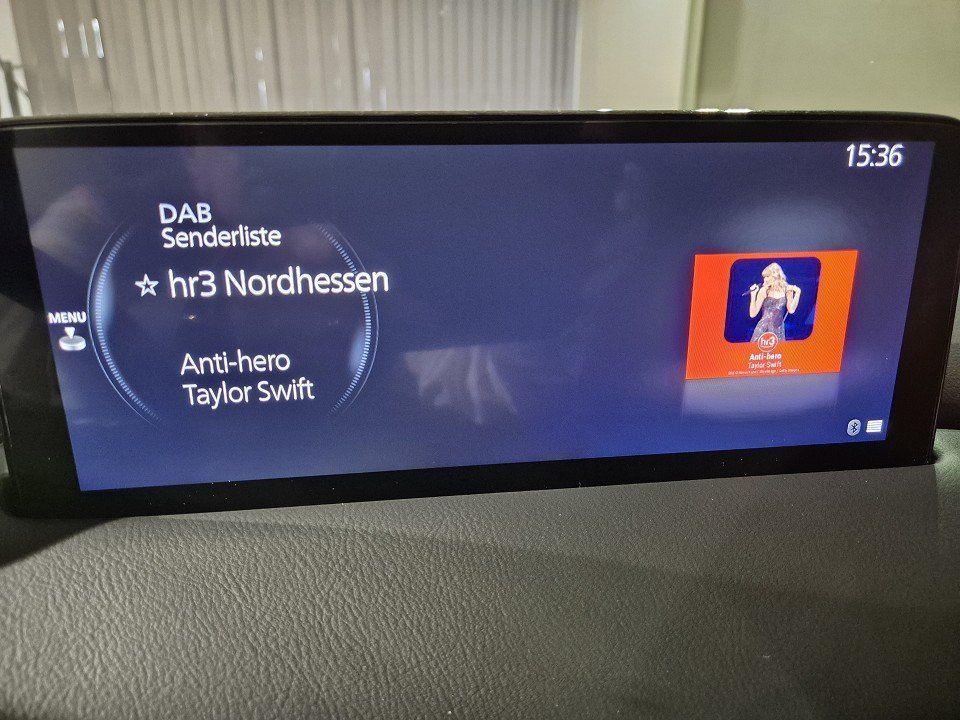 15:36
DAB
Senderliste
☆ hr3 Nordhessen
MENU
Anti-hero
Taylor Swift
hr3
Anti-hero
Taylor Swift